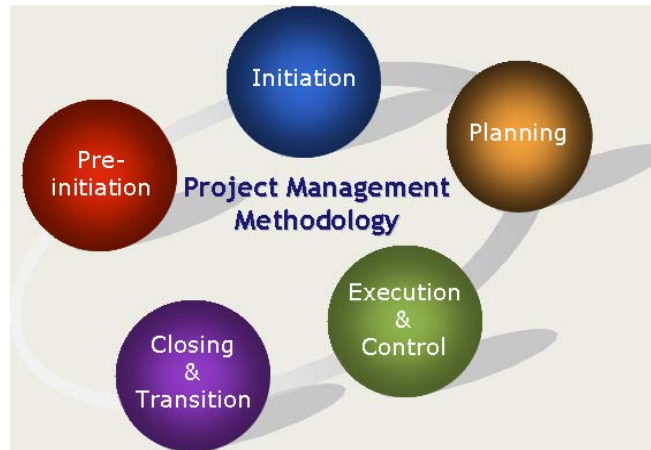 Initiation
Planning
Pre-
initiation
Project Management
Methodology
Execution
&
Control
Closing
&
Transition